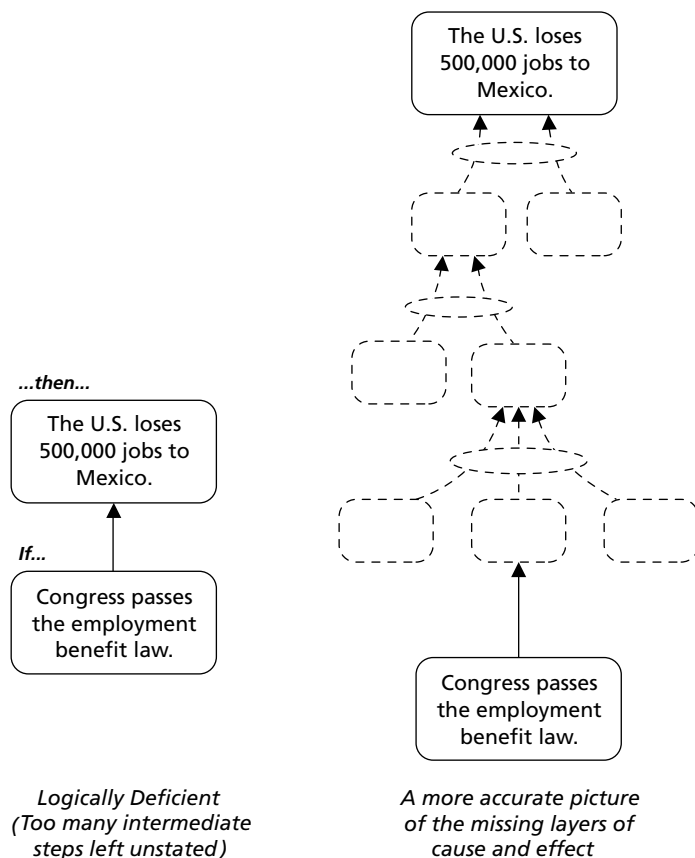 The U.S. loses
500,000 jobs to
Mexico.
...then...
The U.S. loses
500,000 jobs to
Mexico.
If...
Congress passes
the employment
benefit law.
Congress passes
the employment
benefit law.
Logically Deficient
(Too many intermediate
steps left unstated)
A more accurate picture
of the missing layers of
cause and effect